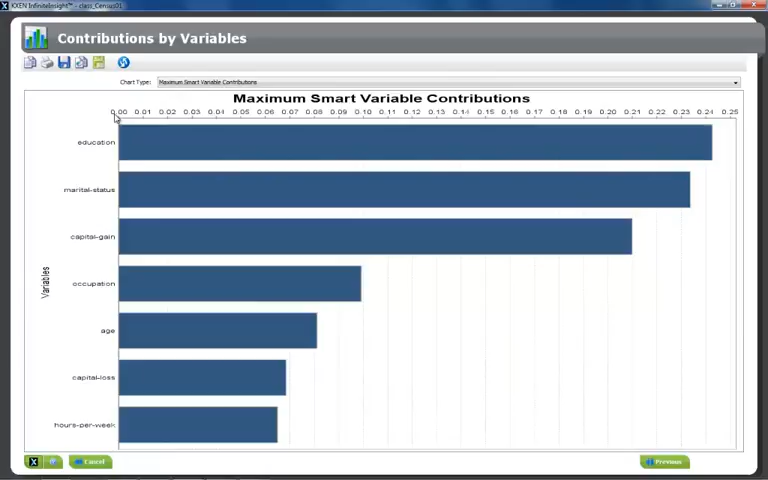 KXEN InfiniteInsight™ - class_Census01
Contributions by Variables
Chart Type: Maximum Smart Variable Contributions
Maximum Smart Variable Contributions
0.00 0.01 0.02 0.03 0.04 0.05 0.06 0.07 0.08 0.09 0.10 0.11 0.12 0.13 0.14 0.15 0.16 0.17 0.18 0.19 0.20 0.21 0.22 0.23 0.24 0.25
education
marital-status
capital-gain
Variables
occupation
age
capital-loss
hours-per-week
X Cancel Previous